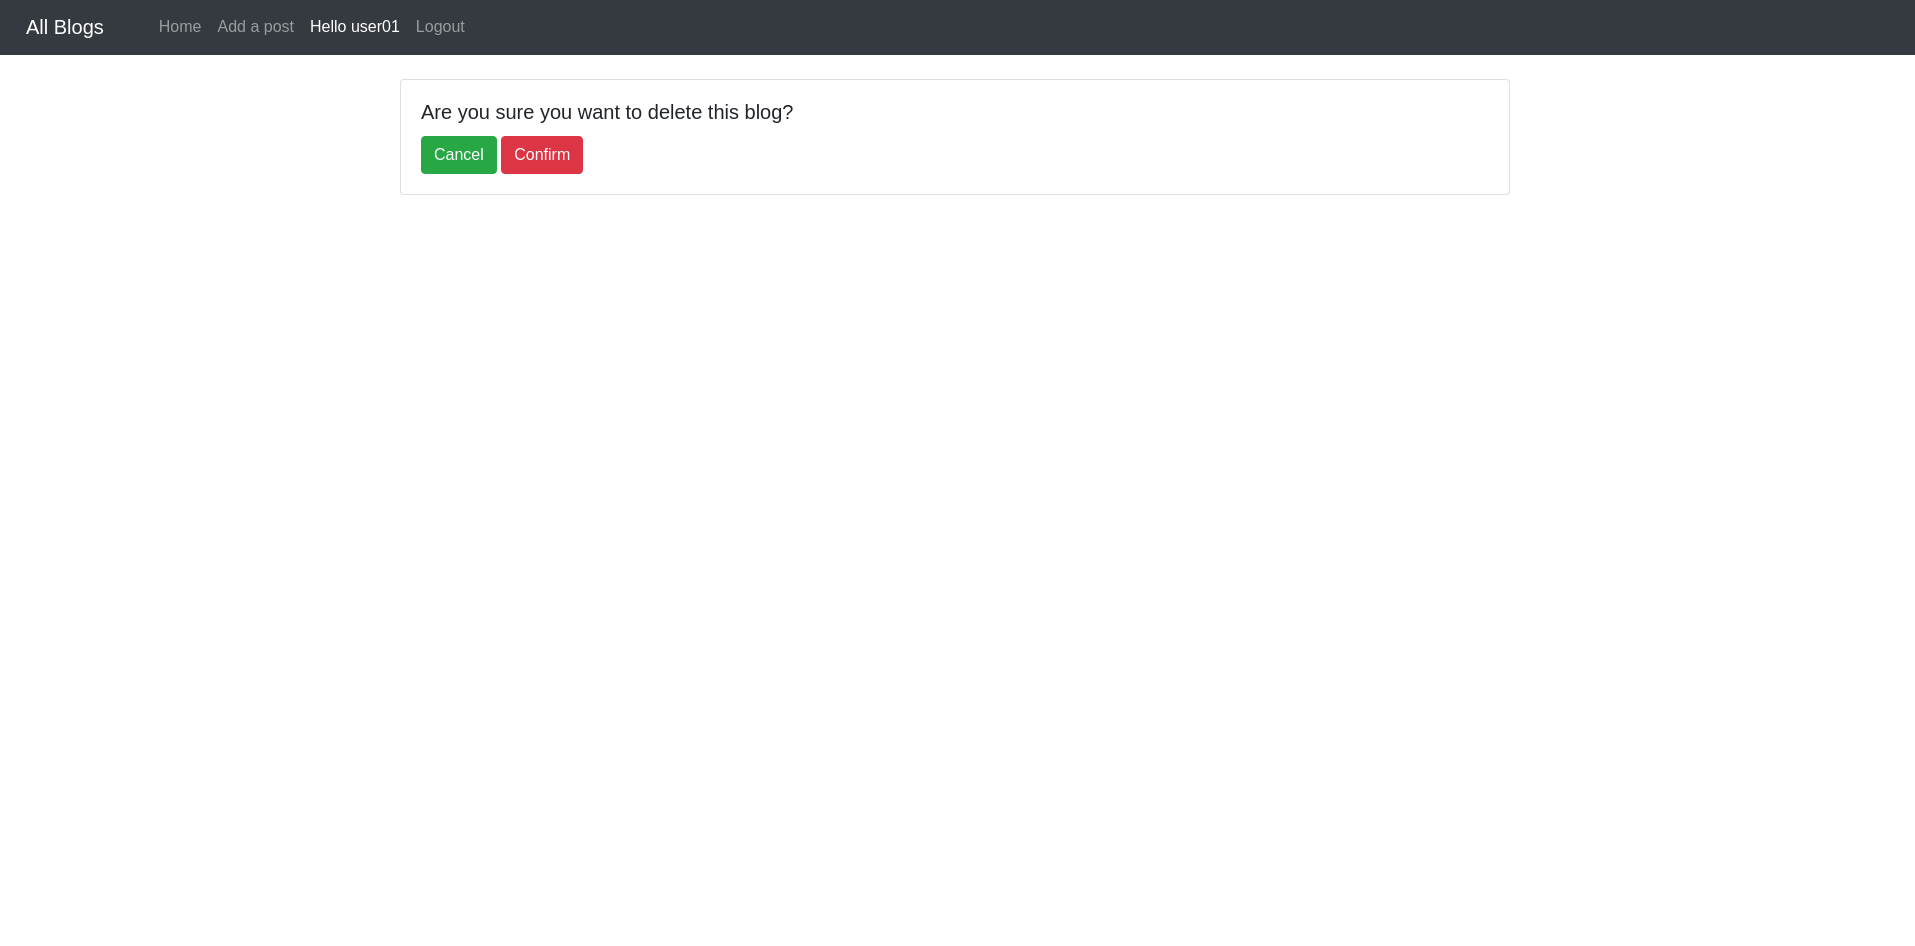 All Blogs Home Add a post Hello user01 Logout
Are you sure you want to delete this blog?
Cancel Confirm